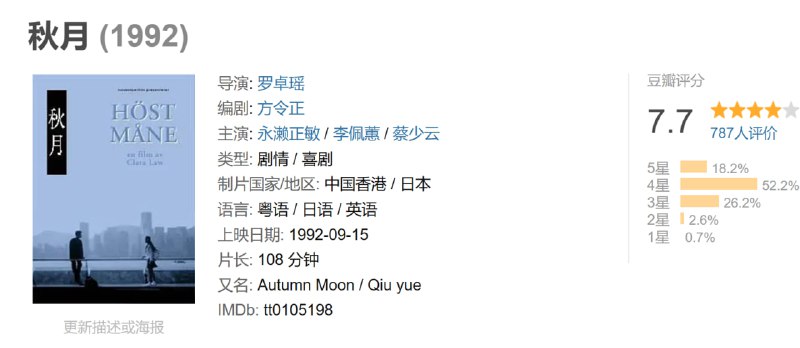 秋月 (1992)
秋月
HÖST
MÅNE
en film av
Clara Law
更新描述或海报
导演: 罗卓瑶
编剧: 方令正
主演: 永濑正敏 / 李佩蕙 / 蔡少云
类型: 剧情 / 喜剧
制片国家/地区: 中国香港 / 日本
语言: 粤语 / 日语 / 英语
上映日期: 1992-09-15
片长: 108 分钟
又名: Autumn Moon / Qiu yue
IMDb: tt0105198
豆瓣评分
7.7
787人评价
5星 18.2%
4星 52.2%
3星 26.2%
2星 2.6%
1星 0.7%